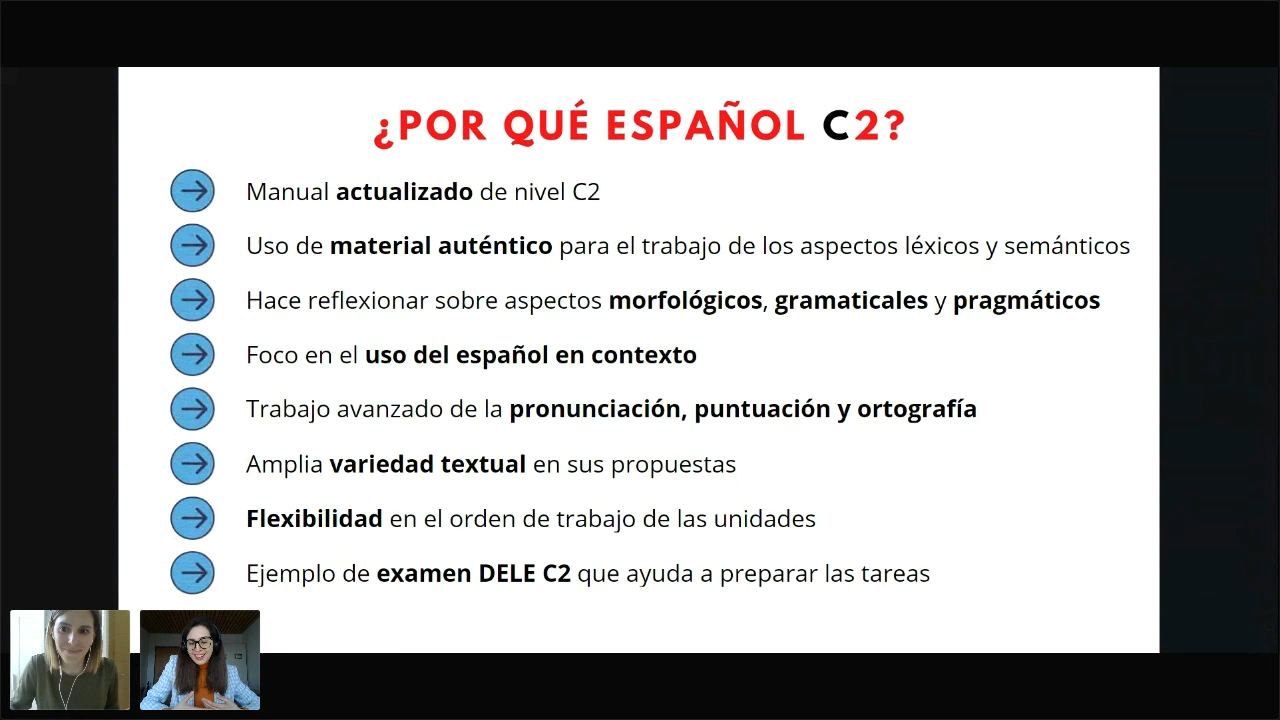 ¿POR QUÉ ESPAÑOL C2?
Manual actualizado de nivel C2
Uso de material auténtico para el trabajo de los aspectos léxicos y semánticos
Hace reflexionar sobre aspectos morfológicos, gramaticales y pragmáticos
Foco en el uso del español en contexto
Trabajo avanzado de la pronunciación, puntuación y ortografía
Amplia variedad textual en sus propuestas
Flexibilidad en el orden de trabajo de las unidades
Ejemplo de examen DELE C2 que ayuda a preparar las tareas